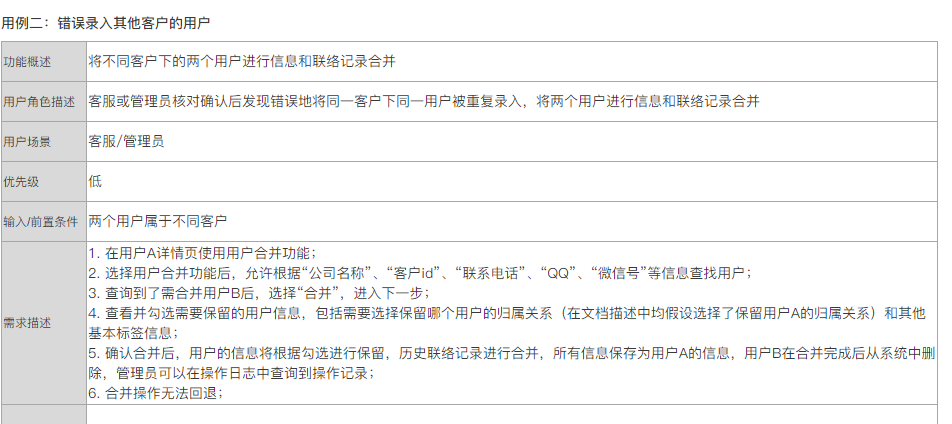 用例二：错误录入其他客户的用户
功能概述 将不同客户下的两个用户进行信息和联络记录合并
用户角色描述 客服或管理员核对确认后发现错误地将同一客户下同一用户被重复录入，将两个用户进行信息和联络记录合并
用户场景 客服/管理员
优先级 低
输入/前置条件 两个用户属于不同客户
需求描述
1. 在用户A详情页使用用户合并功能；
2. 选择用户合并功能后，允许根据“公司名称”、“客户id”、“联系电话”、“QQ”、“微信号”等信息查找用户；
3. 查询到了需合并用户B后，选择“合并”，进入下一步；
4. 查看并勾选需要保留的用户信息，包括需要选择保留哪个用户的归属关系（在文档描述中均假设选择了保留用户A的归属关系）和其他
基本标签信息；
5. 确认合并后，用户的信息将根据勾选进行保留，历史联络记录进行合并，所有信息保存为用户A的信息，用户B在合并完成后从系统中删
除，管理员可以在操作日志中查询到操作记录；
6. 合并操作无法回退；